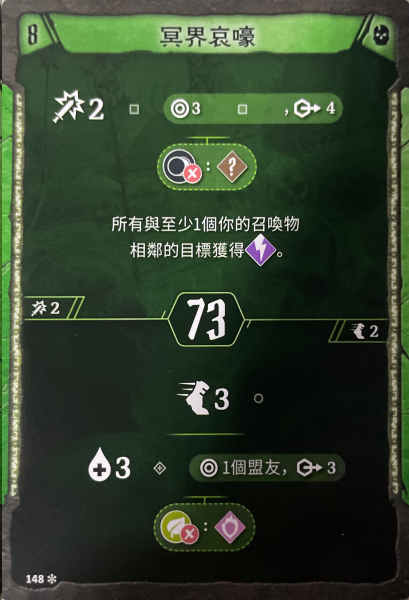 8 冥界哀嚎
2 3 , 4
: ?
所有與至少1個你的召喚物
相鄰的目標獲得 。
2 73 2
3
3 1個盟友, 3
:
148